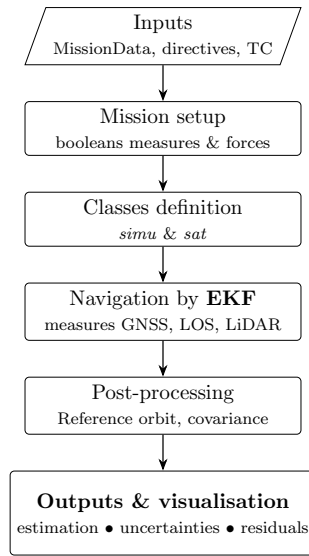 Inputs
MissionData, directives, TC
Mission setup
booleans measures & forces
Classes definition
simu & sat
Navigation by EKF
measures GNSS, LOS, LiDAR
Post-processing
Reference orbit, covariance
Outputs & visualisation
estimation • uncertainties • residuals